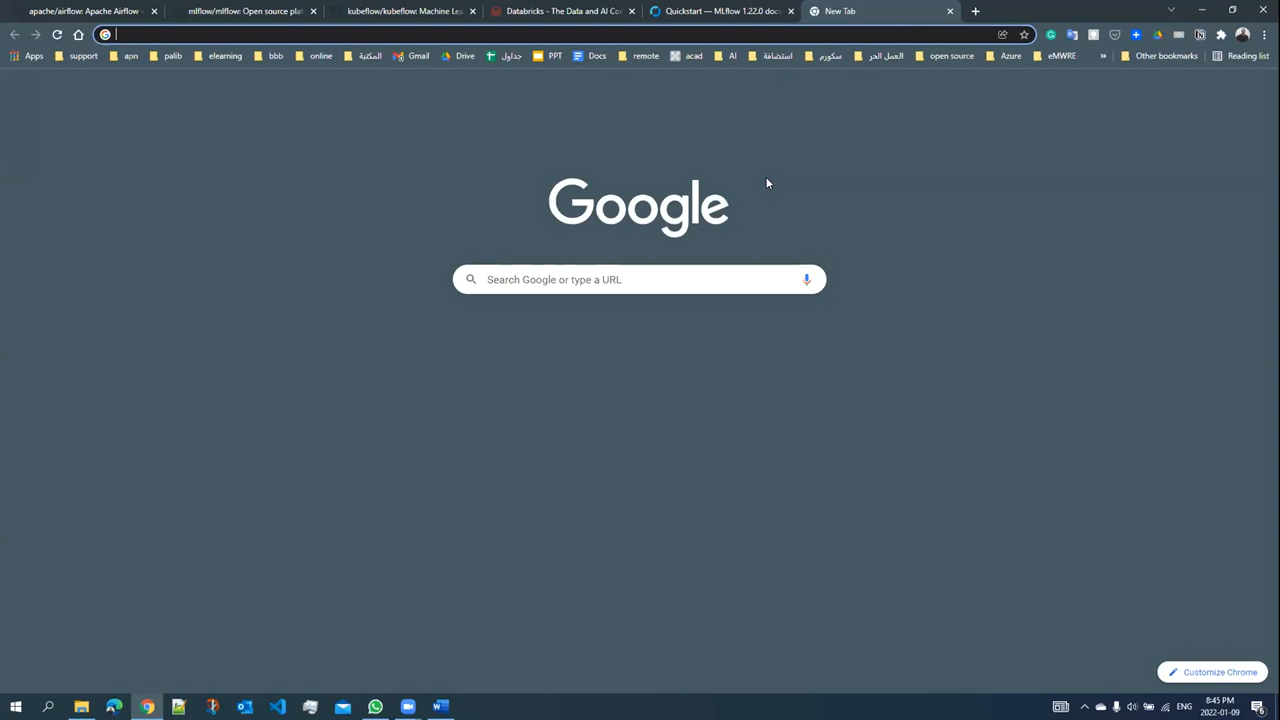 apache/airflow: Apache Airflow -
mlflow/mlflow: Open source plat
kubeflow/kubeflow: Machine Lea
Databricks - The Data and AI Co
Quickstart — MLflow 1.22.0 docu
New Tab
Apps
support
apn
palib
elearning
bbb
online
المكتبة
Gmail
Drive
جداول
PPT
Docs
remote
acad
AI
استضافة
سكورم
العمل الحر
open source
Azure
eMWRE
»
Other bookmarks
Reading list
Google
Search Google or type a URL
Customize Chrome
ENG
8:45 PM
2022-01-09